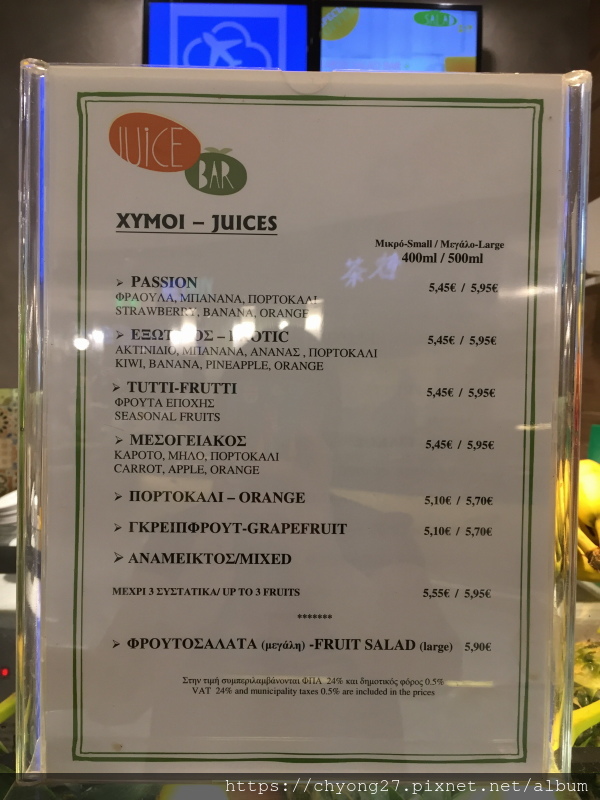 SALAD
JUiCE
BAR
ΧΥΜΟΙ – JUICES
Μικρό-Small / Μεγάλο-Large
400ml / 500ml
➢ PASSION 5,45€ / 5,95€
ΦΡΑΟΥΛΑ, ΜΠΑΝΑΝΑ, ΠΟΡΤΟΚΑΛΙ
STRAWBERRY, BANANA, ORANGE
➢ – 5,45€ / 5,95€
ΑΚΤΙΝΙΔΙΟ, ΜΠΑΝΑΝΑ, ΑΝΑΝΑΣ , ΠΟΡΤΟΚΑΛΙ
KIWI, BANANA, PINEAPPLE, ORANGE
➢ TUTTI-FRUTTI 5,45€ / 5,95€
ΦΡΟΥΤΑ ΕΠΟΧΗΣ
SEASONAL FRUITS
➢ ΜΕΣΟΓΕΙΑΚΟΣ 5,45€ / 5,95€
ΚΑΡΟΤΟ, ΜΗΛΟ, ΠΟΡΤΟΚΑΛΙ
CARROT, APPLE, ORANGE
➢ ΠΟΡΤΟΚΑΛΙ – ORANGE 5,10€ / 5,70€
➢ ΓΚΡΕΙΠΦΡΟΥΤ-GRAPEFRUIT 5,10€ / 5,70€
➢ ΑΝΑΜΕΙΚΤΟΣ/MIXED
ΜΕΧΡΙ 3 ΣΥΣΤΑΤΙΚΑ/ UP TO 3 FRUITS 5,55€ / 5,95€
*******
➢ ΦΡΟΥΤΟΣΑΛΑΤΑ (μεγάλη) -FRUIT SALAD (large) 5,90€
Στην τιμή συμπεριλαμβάνονται ΦΠΑ 24% και δημοτικός φόρος 0.5%
VAT 24% and municipality taxes 0.5% are included in the prices
https://chyong27.pixnet.net/album